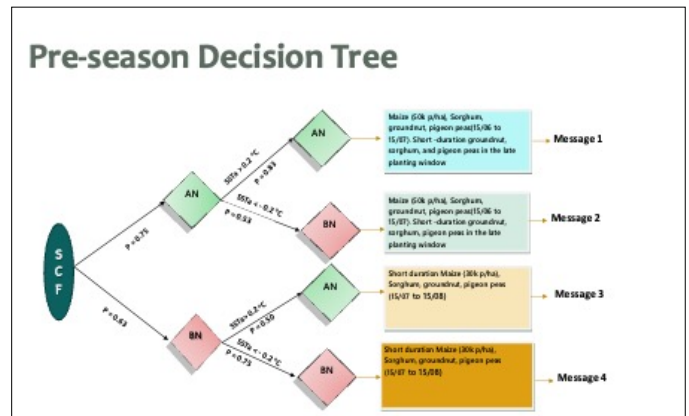 Pre-season Decision Tree
Maize (50k p/ha), Sorghum,
groundnut, pigeon peas(15/06 to
15/07). Short -duration groundnut,
sorghum, and pigeon peas in the late
planting window
Message 1
AN
SSTa > 0.2 °C
P = 0.83
AN
SSTa < - 0.2 °C
P = 0.53
BN
Maize (50k p/ha), Sorghum,
groundnut, pigeon peas(15/06 to
15/07). Short -duration groundnut,
sorghum, pigeon peas in the late
planting window
Message 2
P = 0.75
S
C
F
P = 0.63
AN
Short duration Maize (30k p/ha),
Sorghum, groundnut, pigeon peas
(15/07 to 15/08)
Message 3
SSTa> 0.2 °C
P = 0.50
BN
SSTa < - 0.2 °C
P = 0.75
BN
Short duration Maize (30k p/ha),
Sorghum, groundnut, pigeon peas
(15/07 to 15/08)
Message 4